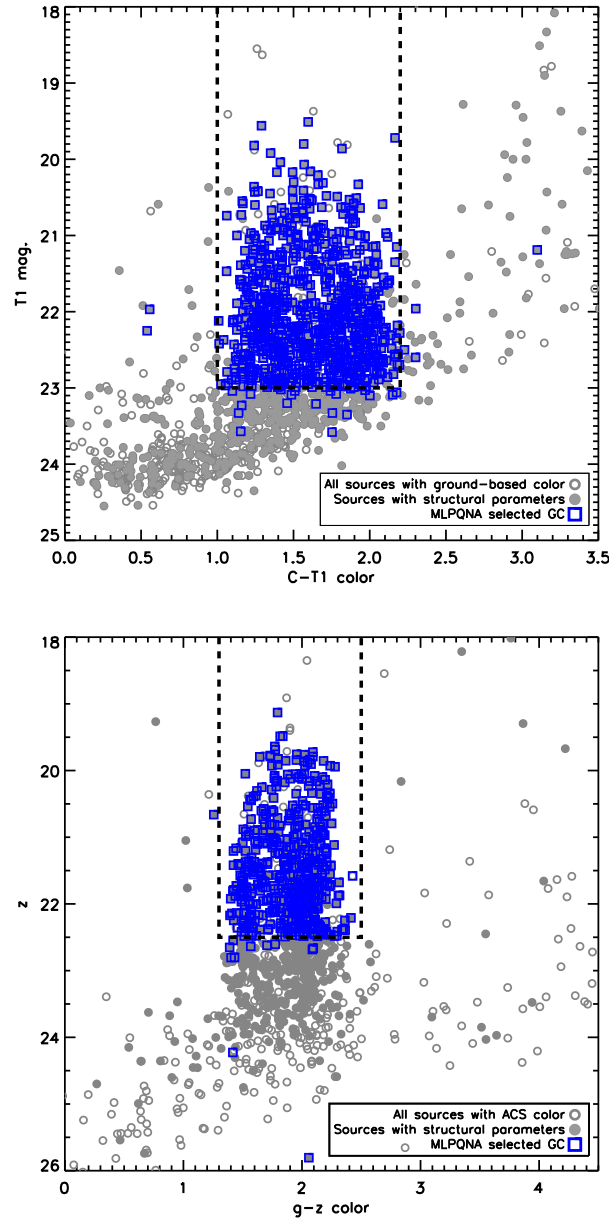 18
19
20
21
22
23
24
25
T1 mag.
0.0 0.5 1.0 1.5 2.0 2.5 3.0 3.5
C-T1 color
All sources with ground-based color
Sources with structural parameters
MLPQNA selected GC
18
20
22
24
26
z
0 1 2 3 4
g-z color
All sources with ACS color
Sources with structural parameters
MLPQNA selected GC